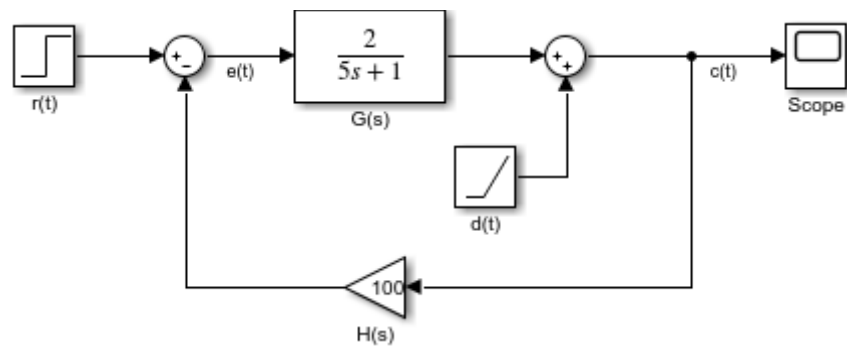 r(t)
+
−
e(t)
2
5s + 1
G(s)
+
+
c(t)
Scope
d(t)
100
H(s)